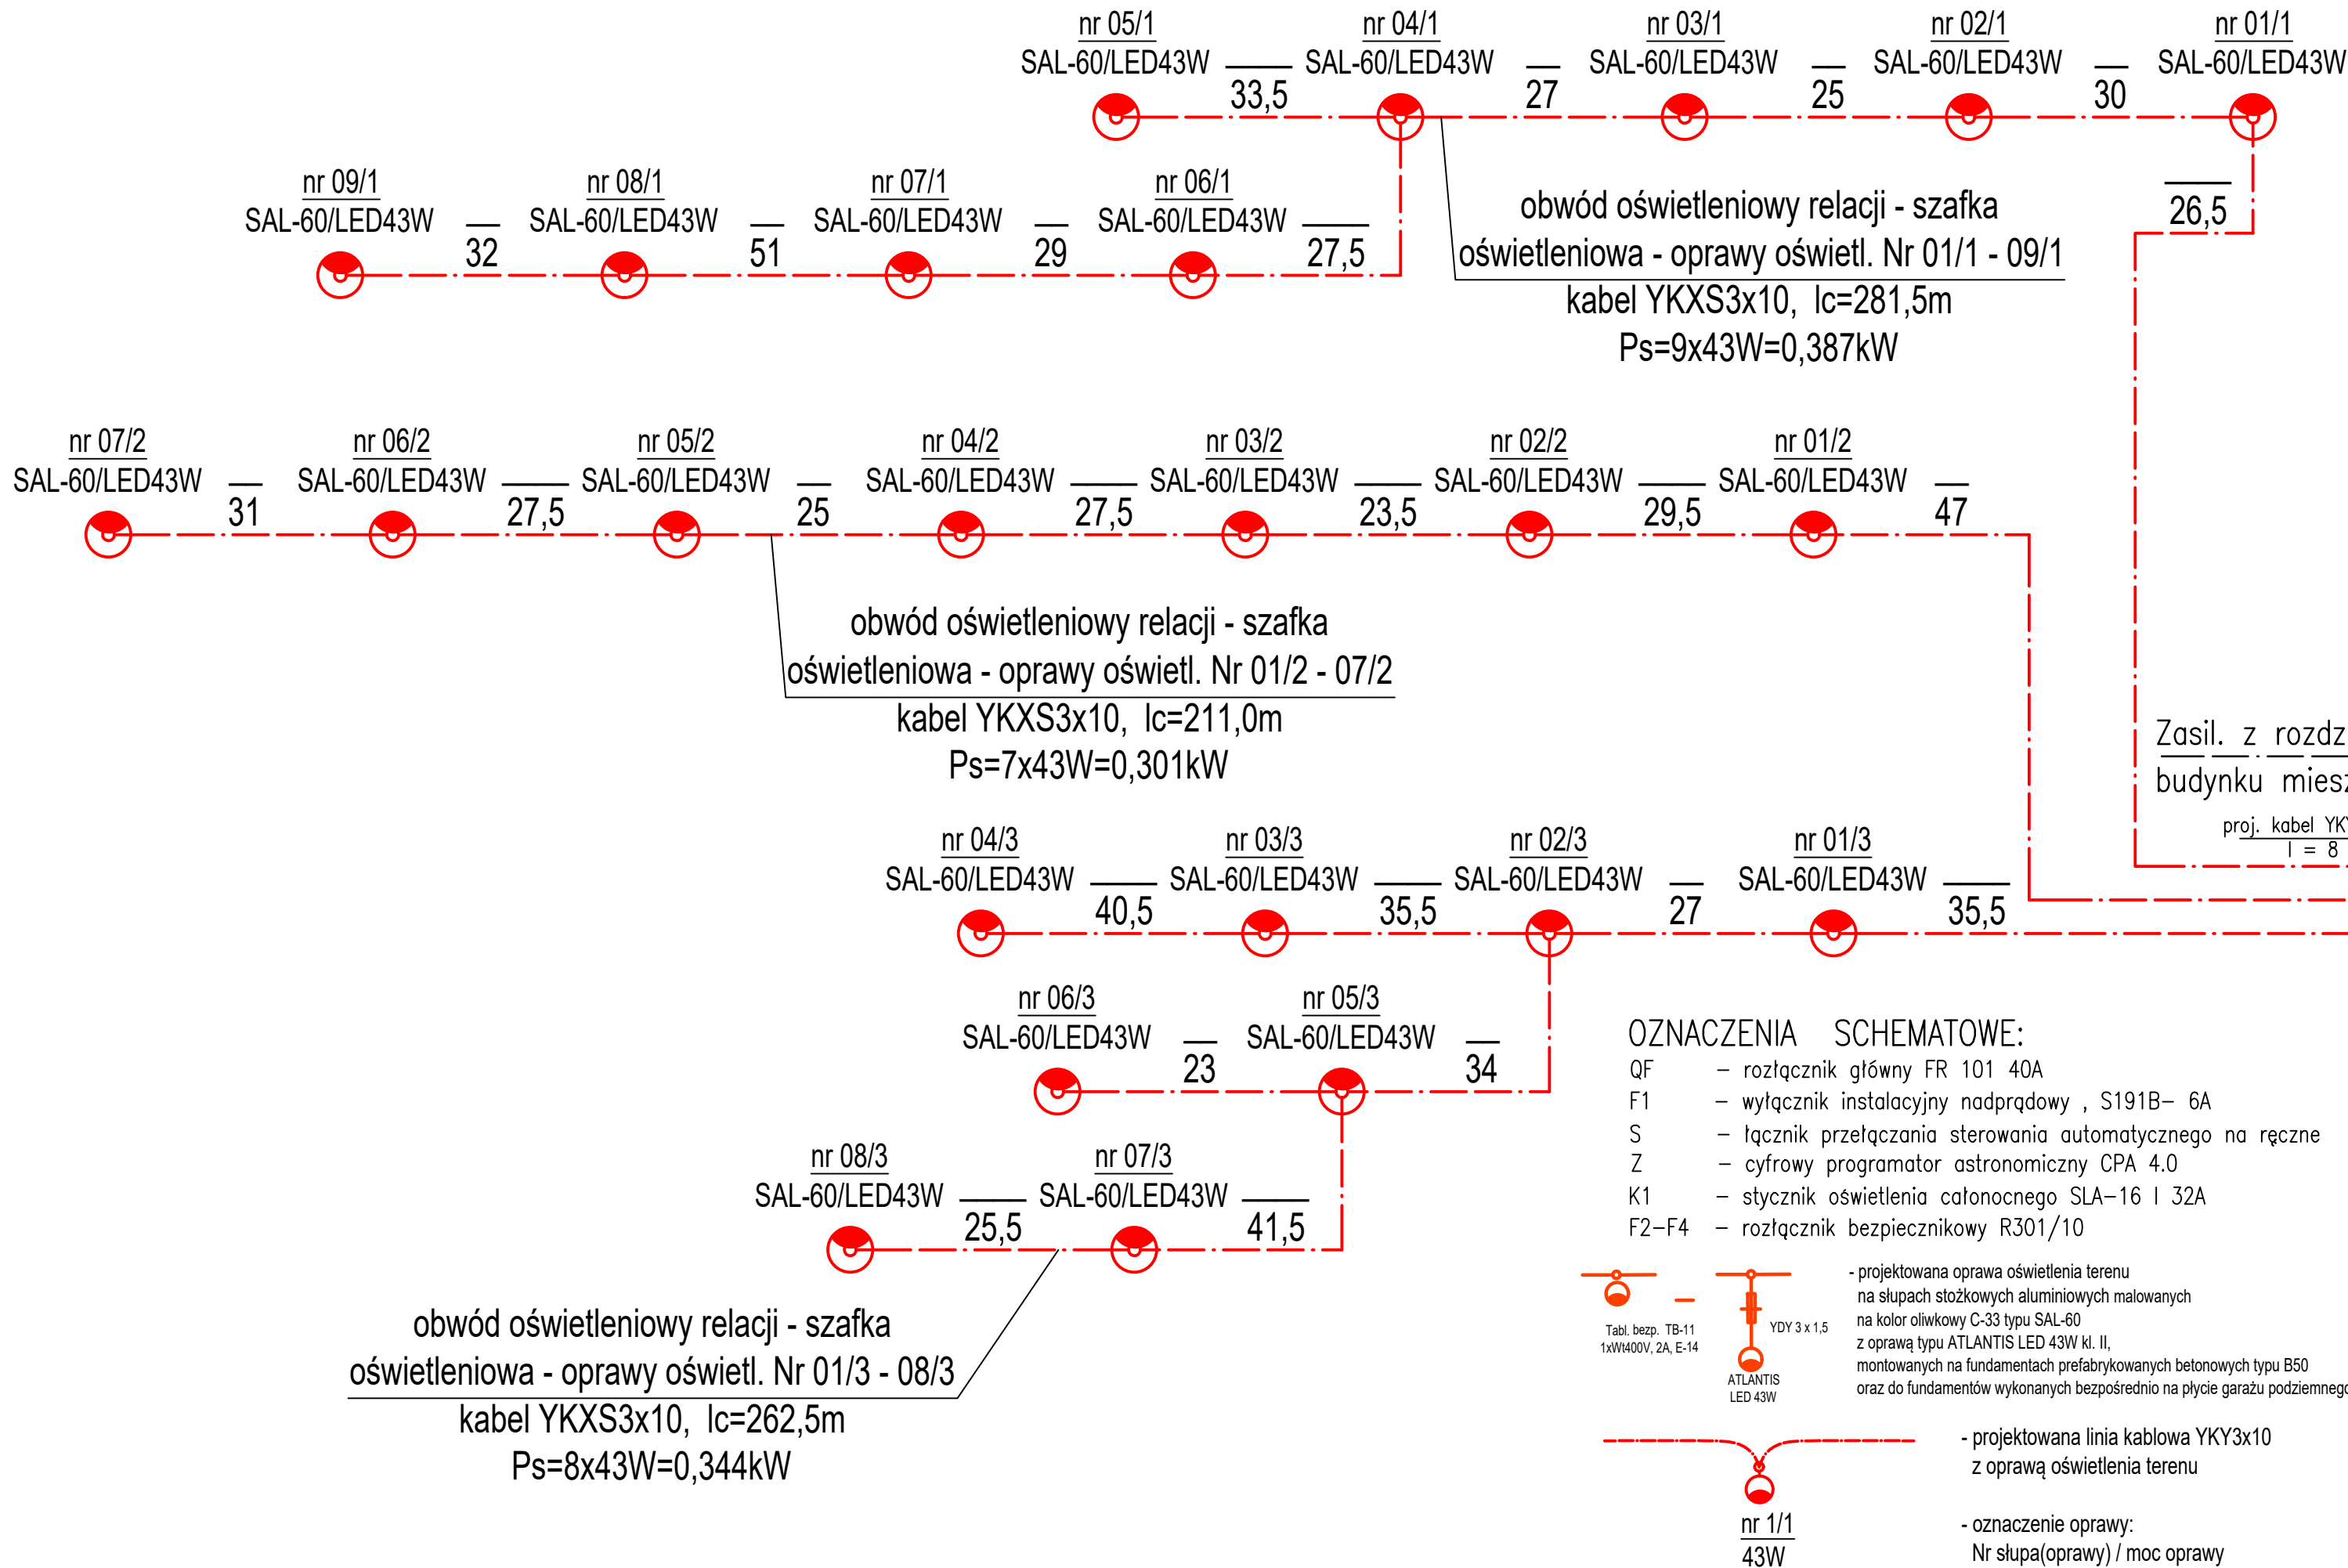 nr 05/1 nr 04/1 nr 03/1 nr 02/1 nr 01/1
SAL-60/LED43W SAL-60/LED43W SAL-60/LED43W SAL-60/LED43W SAL-60/LED43W
33,5 27 25 30
26,5
nr 09/1 nr 08/1 nr 07/1 nr 06/1
SAL-60/LED43W SAL-60/LED43W SAL-60/LED43W SAL-60/LED43W
32 51 29 27,5
obwód oświetleniowy relacji - szafka
oświetleniowa - oprawy oświetl. Nr 01/1 - 09/1
kabel YKXS3x10, lc=281,5m
Ps=9x43W=0,387kW
nr 07/2 nr 06/2 nr 05/2 nr 04/2 nr 03/2 nr 02/2 nr 01/2
SAL-60/LED43W SAL-60/LED43W SAL-60/LED43W SAL-60/LED43W SAL-60/LED43W SAL-60/LED43W SAL-60/LED43W
31 27,5 25 27,5 23,5 29,5 47
obwód oświetleniowy relacji - szafka
oświetleniowa - oprawy oświetl. Nr 01/2 - 07/2
kabel YKXS3x10, lc=211,0m
Ps=7x43W=0,301kW
Zasil. z rozdz
budynku miesz
proj. kabel YKY
l = 8
nr 04/3 nr 03/3 nr 02/3 nr 01/3
SAL-60/LED43W SAL-60/LED43W SAL-60/LED43W SAL-60/LED43W
40,5 35,5 27 35,5
nr 06/3 nr 05/3
SAL-60/LED43W SAL-60/LED43W
23 34
nr 08/3 nr 07/3
SAL-60/LED43W SAL-60/LED43W
25,5 41,5
obwód oświetleniowy relacji - szafka
oświetleniowa - oprawy oświetl. Nr 01/3 - 08/3
kabel YKXS3x10, lc=262,5m
Ps=8x43W=0,344kW
OZNACZENIA SCHEMATOWE:
QF – rozłącznik główny FR 101 40A
F1 – wyłącznik instalacyjny nadprądowy , S191B– 6A
S – łącznik przełączania sterowania automatycznego na ręczne
Z – cyfrowy programator astronomiczny CPA 4.0
K1 – stycznik oświetlenia całonocnego SLA–16 I 32A
F2–F4 – rozłącznik bezpiecznikowy R301/10
Tabl. bezp. TB-11
1xWt400V, 2A, E-14
YDY 3 x 1,5
ATLANTIS
LED 43W
- projektowana oprawa oświetlenia terenu
na słupach stożkowych aluminiowych malowanych
na kolor oliwkowy C-33 typu SAL-60
z oprawą typu ATLANTIS LED 43W kl. II,
montowanych na fundamentach prefabrykowanych betonowych typu B50
oraz do fundamentów wykonanych bezpośrednio na płycie garażu podziemnego
- projektowana linia kablowa YKY3x10
z oprawą oświetlenia terenu
nr 1/1
43W
- oznaczenie oprawy:
Nr słupa(oprawy) / moc oprawy